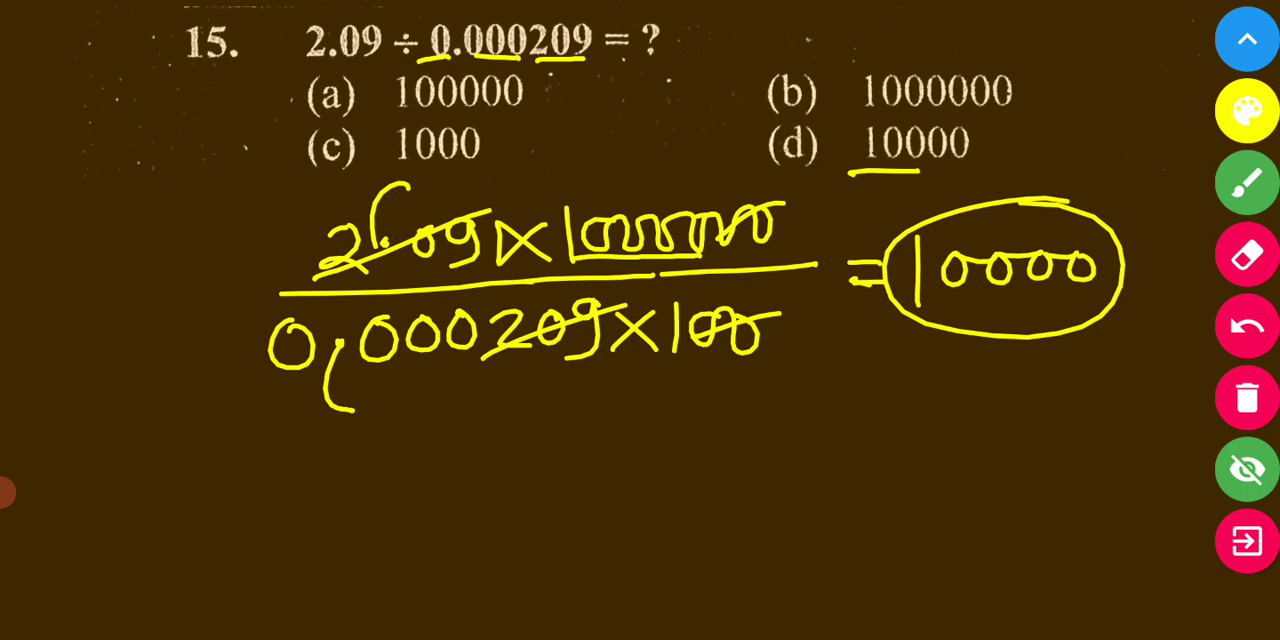 15. 2.09 ÷ 0.000209 = ?
(a) 100000 (b) 1000000
(c) 1000 (d) 10000
2.09 × 1000000
= 10000
0.000209 × 100